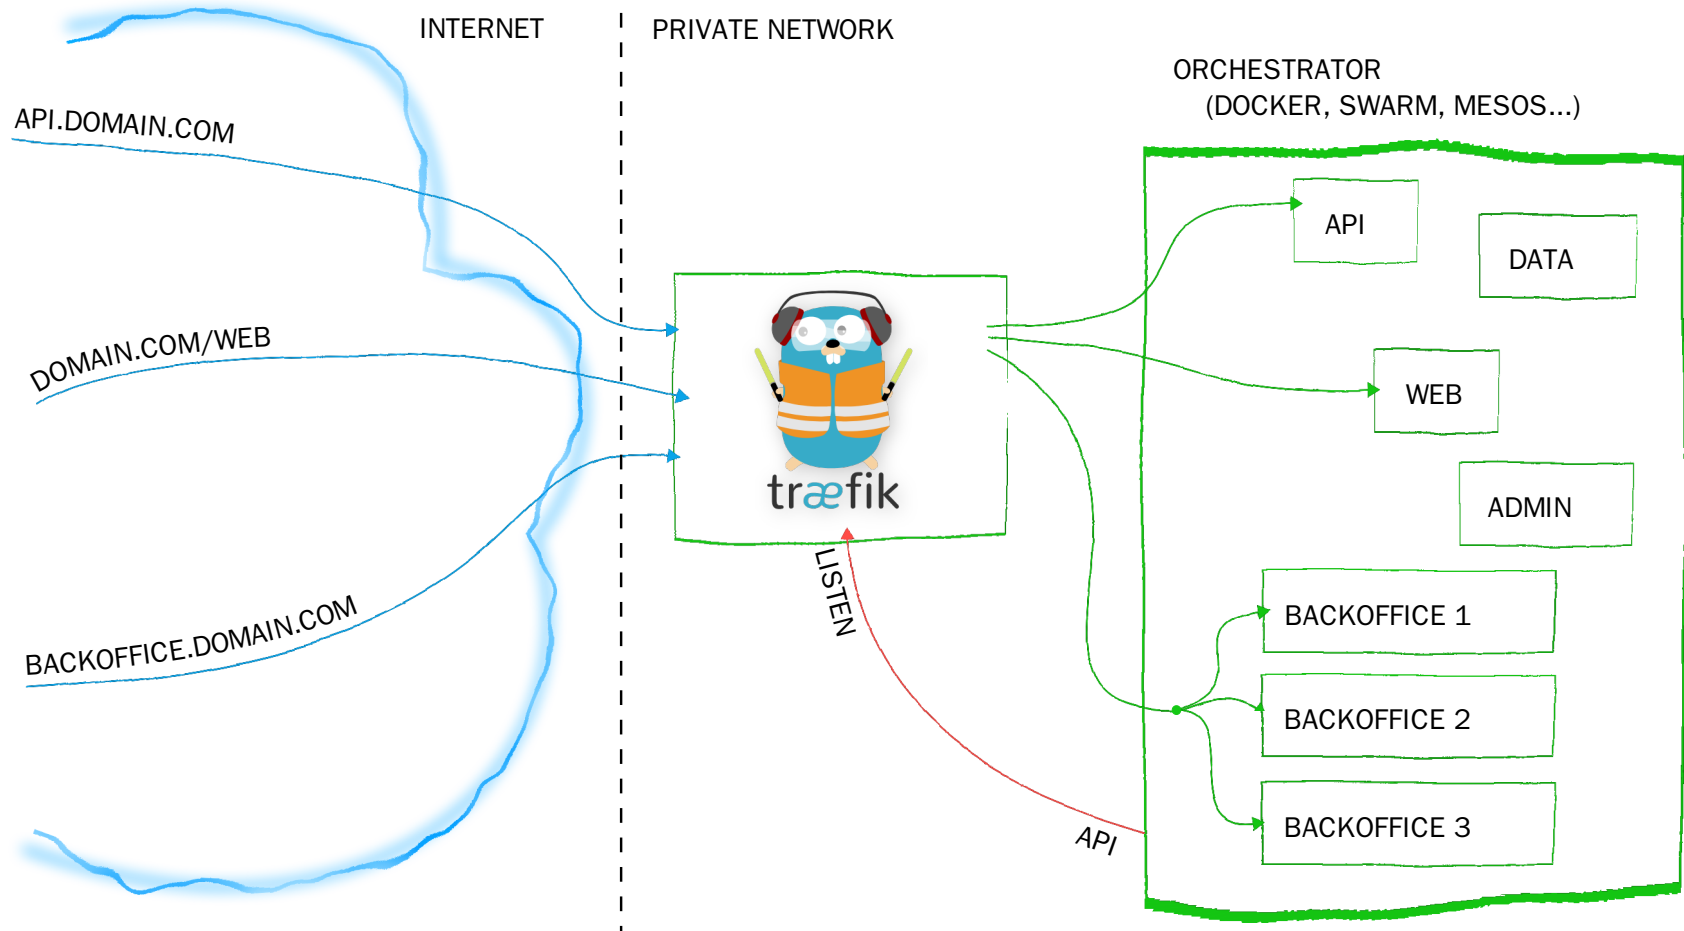 INTERNET
PRIVATE NETWORK
ORCHESTRATOR
(DOCKER, SWARM, MESOS...)
API.DOMAIN.COM
DOMAIN.COM/WEB
BACKOFFICE.DOMAIN.COM
træfik
LISTEN
API
API
DATA
WEB
ADMIN
BACKOFFICE 1
BACKOFFICE 2
BACKOFFICE 3